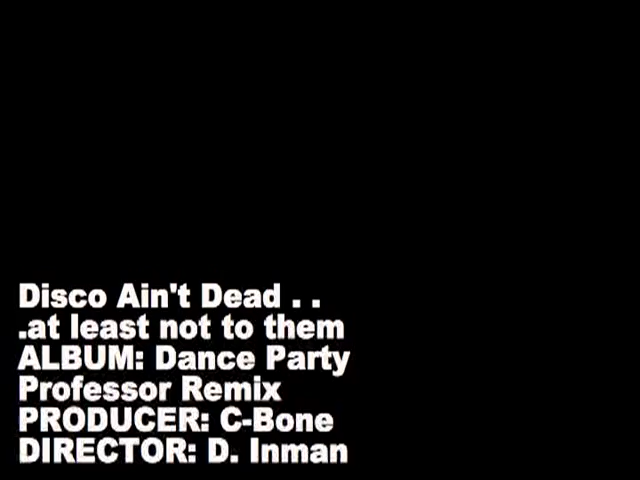 Disco Ain't Dead . .
.at least not to them
ALBUM: Dance Party
Professor Remix
PRODUCER: C-Bone
DIRECTOR: D. Inman